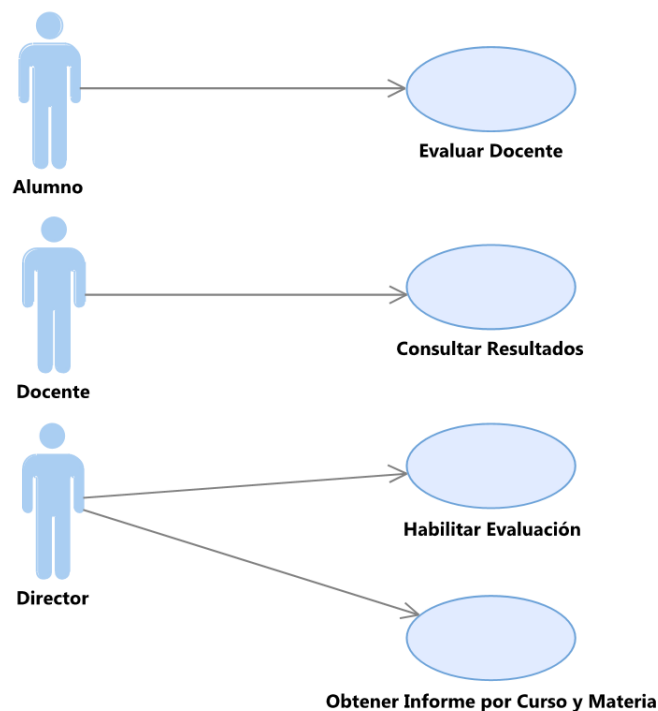 Evaluar Docente
Alumno
Consultar Resultados
Docente
Habilitar Evaluación
Director
Obtener Informe por Curso y Materia